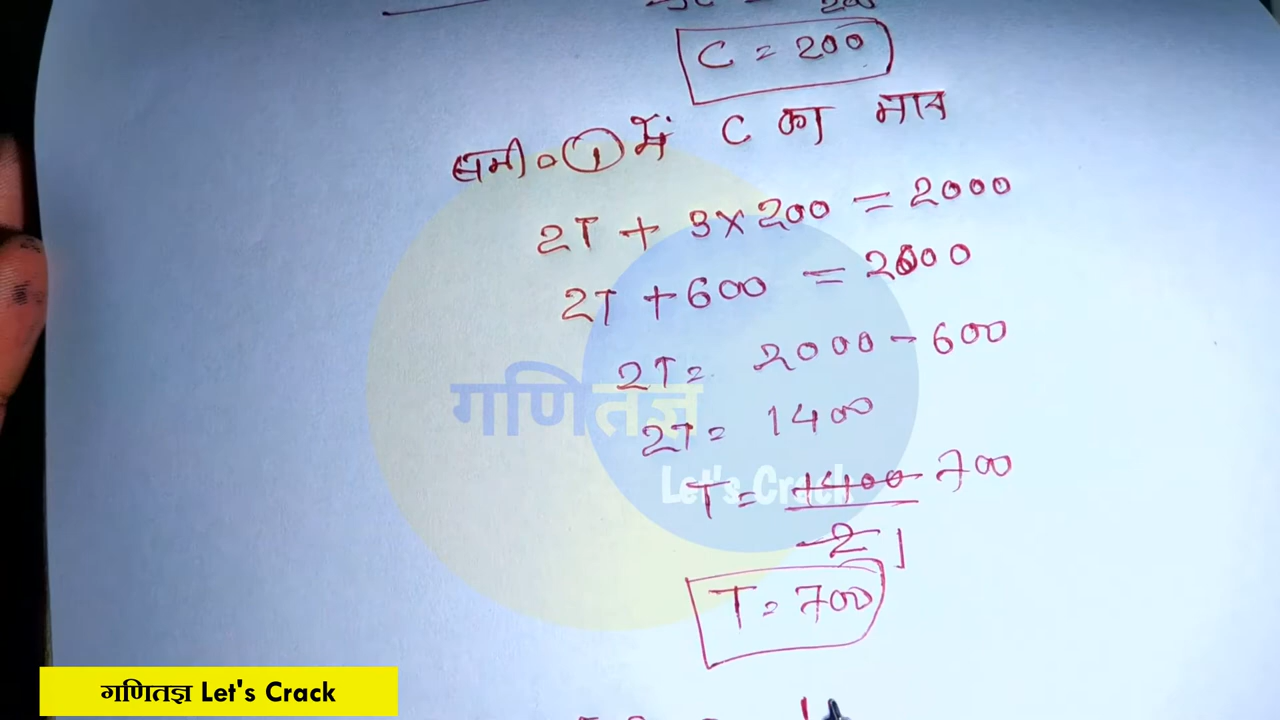 C = 200
समी० ① में C का मान
2T + 3 × 200 = 2000
2T + 600 = 2000
2T = 2000 - 600
2T = 1400
T = 1400 700
2 1
T = 700
गणितज्ञ
Let's Crack
गणितज्ञ Let's Crack